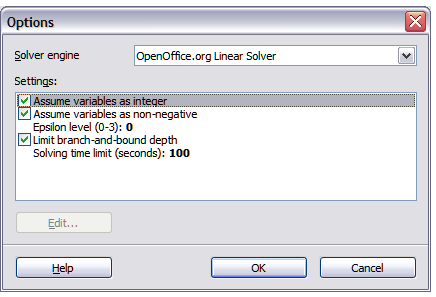 Options
Solver engine
OpenOffice.org Linear Solver
Settings:
Assume variables as integer
Assume variables as non-negative
Epsilon level (0-3): 0
Limit branch-and-bound depth
Solving time limit (seconds): 100
Edit...
Help
OK
Cancel